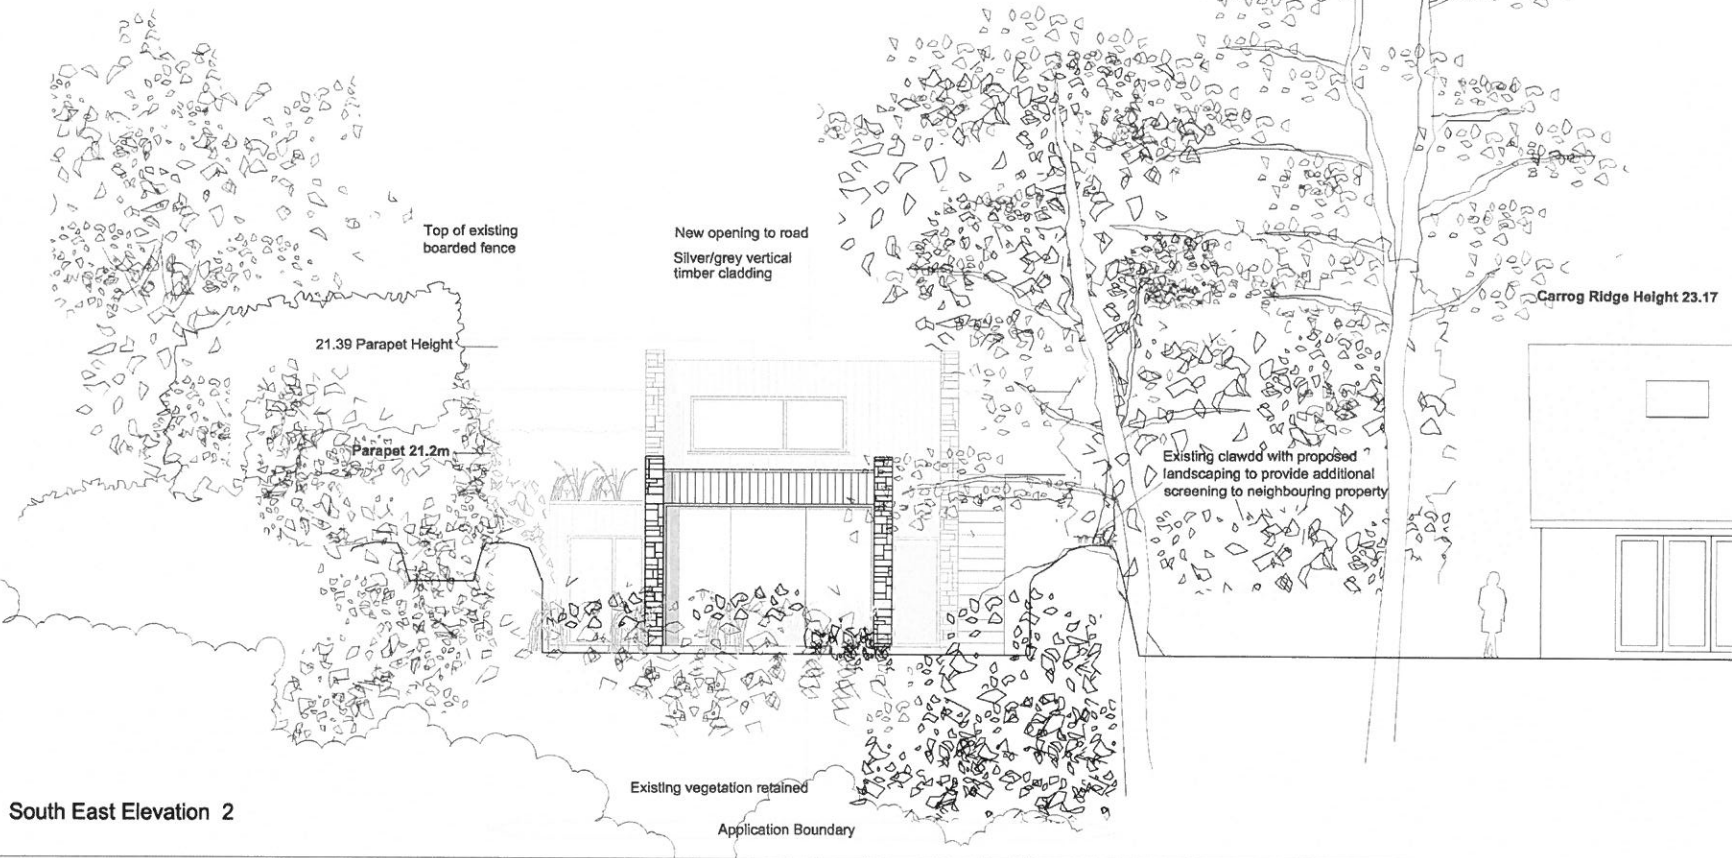 Top of existing
boarded fence
New opening to road
Silver/grey vertical
timber cladding
Carrog Ridge Height 23.17
21.39 Parapet Height
Parapet 21.2m
Existing clawdd with proposed
landscaping to provide additional
screening to neighbouring property
Existing vegetation retained
South East Elevation 2
Application Boundary